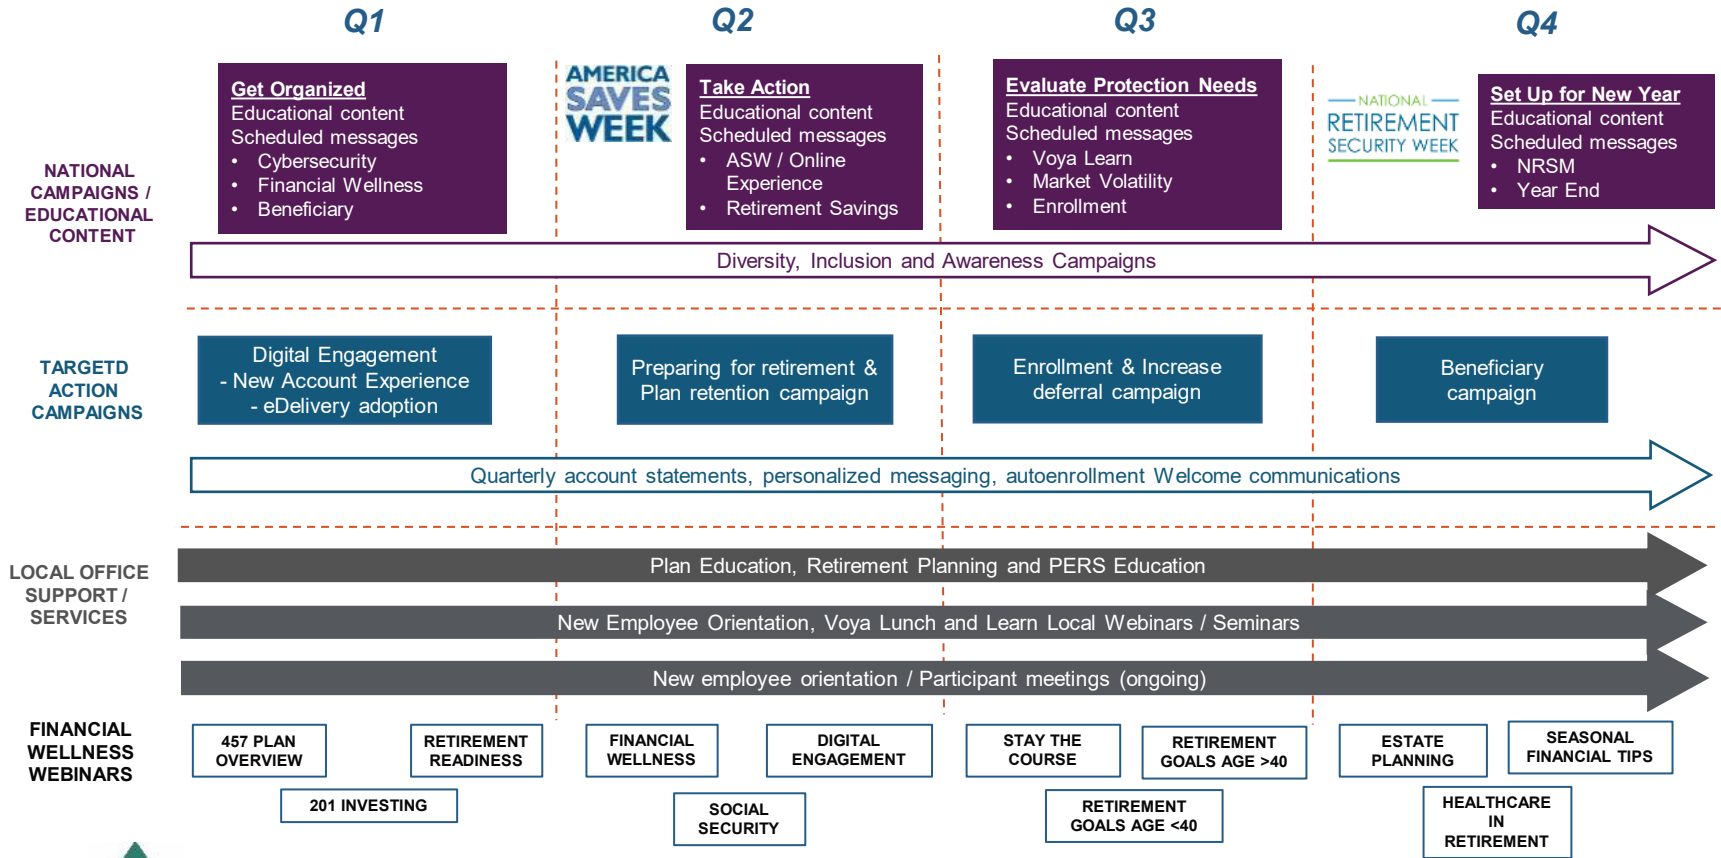 Q1
Q2
Q3
Q4
NATIONAL
CAMPAIGNS /
EDUCATIONAL
CONTENT
Get Organized
Educational content
Scheduled messages
• Cybersecurity
• Financial Wellness
• Beneficiary
AMERICA
SAVES
WEEK
Take Action
Educational content
Scheduled messages
• ASW / Online
Experience
• Retirement Savings
Evaluate Protection Needs
Educational content
Scheduled messages
• Voya Learn
• Market Volatility
• Enrollment
NATIONAL
RETIREMENT
SECURITY WEEK
Set Up for New Year
Educational content
Scheduled messages
• NRSM
• Year End
Diversity, Inclusion and Awareness Campaigns
TARGETD
ACTION
CAMPAIGNS
Digital Engagement
- New Account Experience
- eDelivery adoption
Preparing for retirement &
Plan retention campaign
Enrollment & Increase
deferral campaign
Beneficiary
campaign
Quarterly account statements, personalized messaging, autoenrollment Welcome communications
LOCAL OFFICE
SUPPORT /
SERVICES
Plan Education, Retirement Planning and PERS Education
New Employee Orientation, Voya Lunch and Learn Local Webinars / Seminars
New employee orientation / Participant meetings (ongoing)
FINANCIAL
WELLNESS
WEBINARS
457 PLAN
OVERVIEW
RETIREMENT
READINESS
201 INVESTING
FINANCIAL
WELLNESS
DIGITAL
ENGAGEMENT
SOCIAL
SECURITY
STAY THE
COURSE
RETIREMENT
GOALS AGE >40
RETIREMENT
GOALS AGE <40
ESTATE
PLANNING
SEASONAL
FINANCIAL TIPS
HEALTHCARE
IN
RETIREMENT